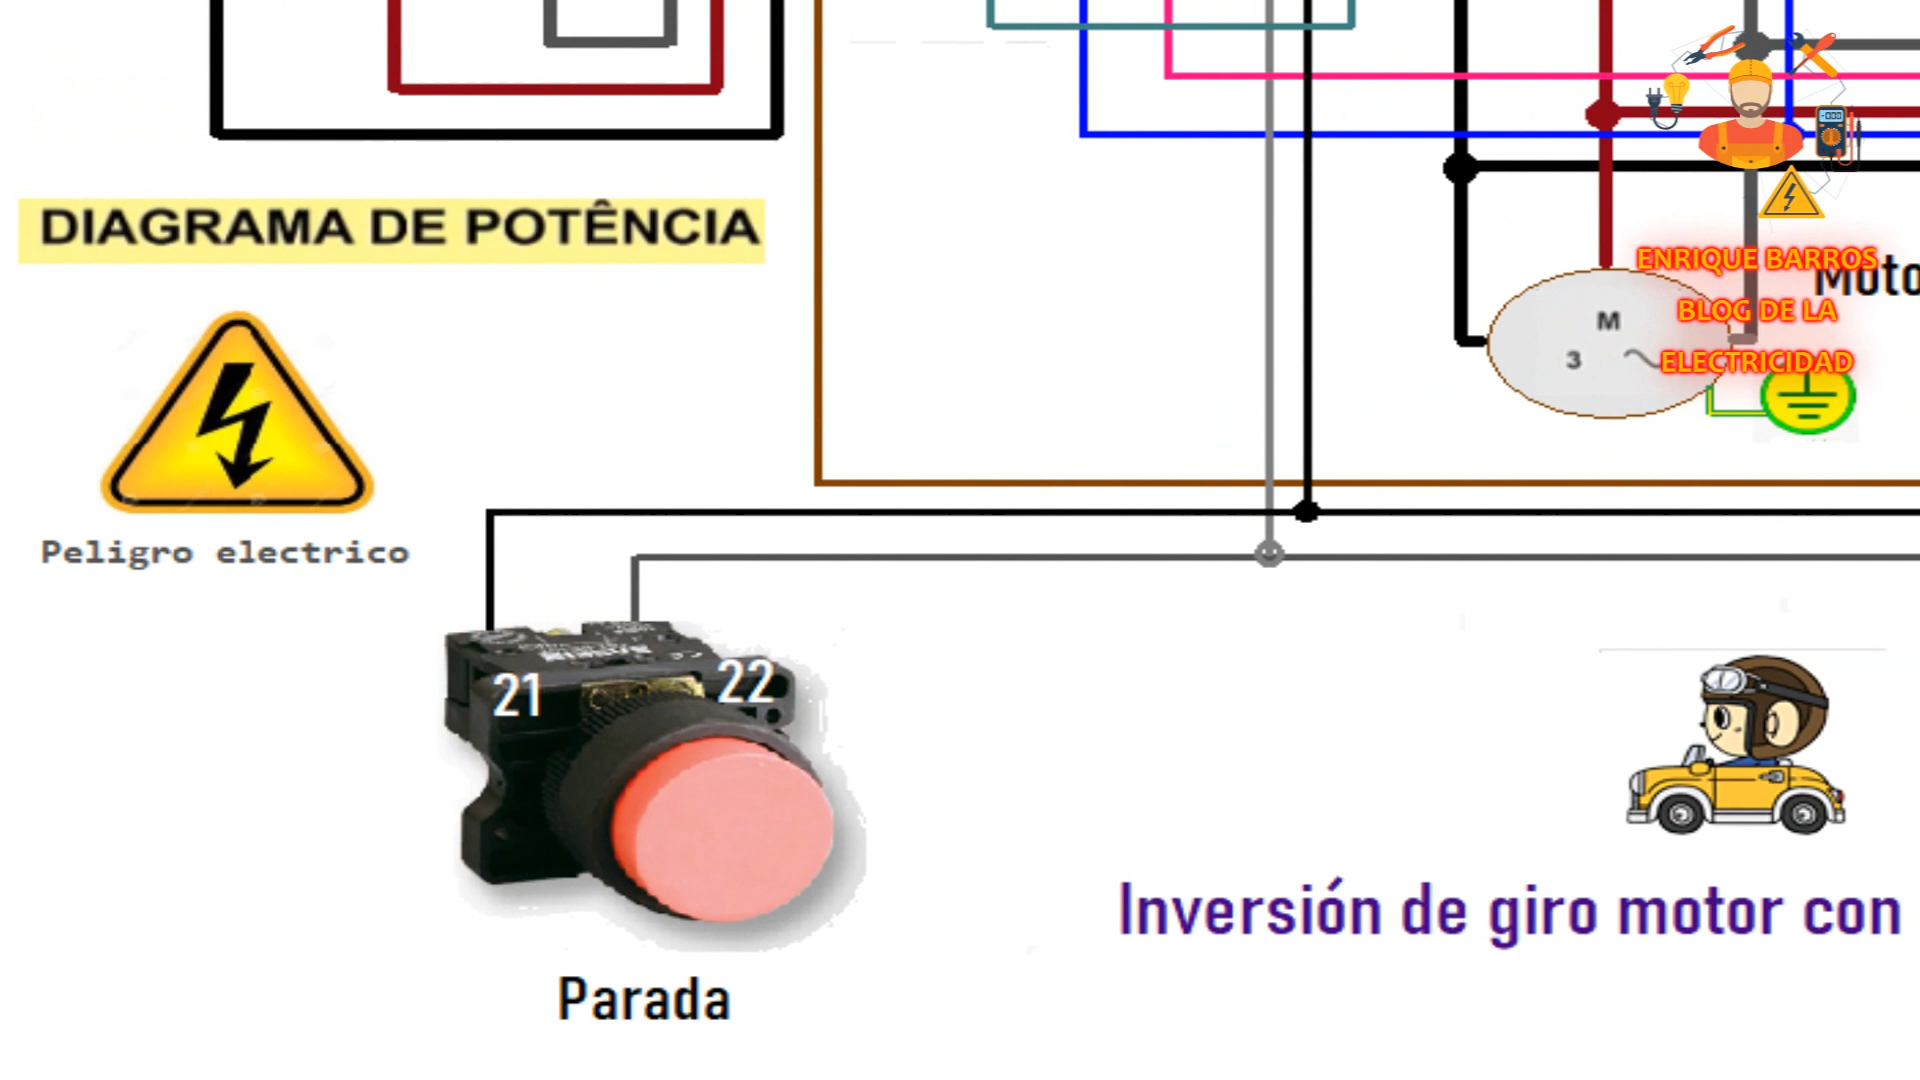 DIAGRAMA DE POTÊNCIA
ENRIQUE BARROS
Moto
BLOG DE LA
M
3
ELECTRICIDAD
Peligro electrico
21
22
Inversión de giro motor con
Parada